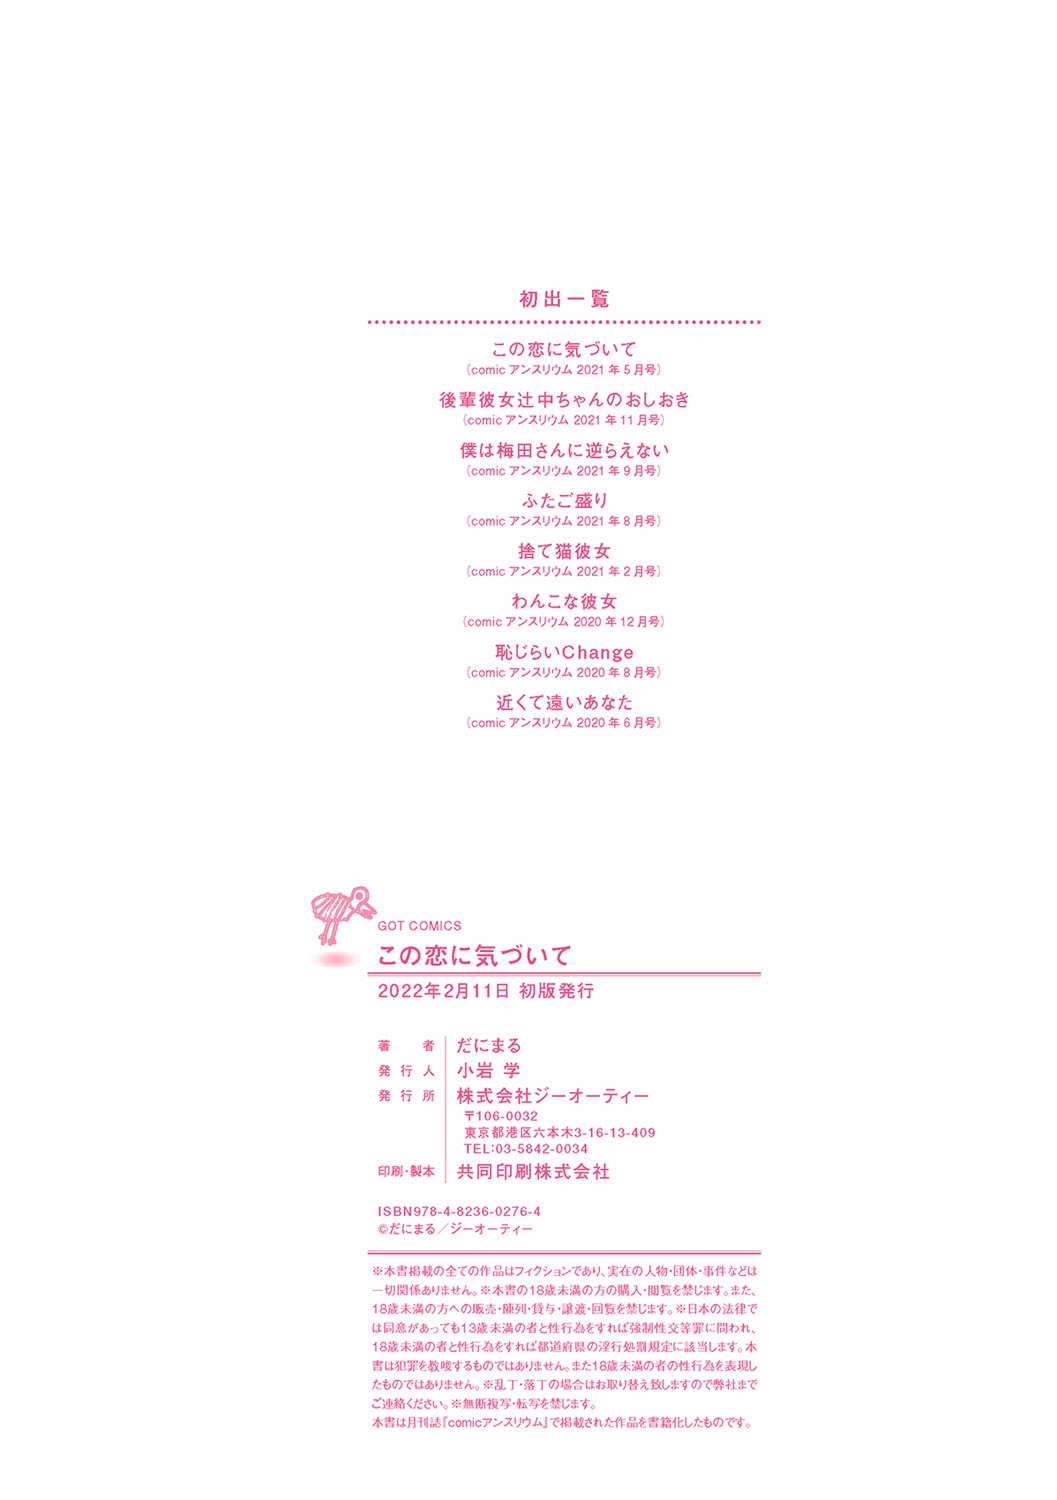 初出一覧
この恋に気づいて
(comic アンスリウム 2021 年 5 月号)
後輩彼女辻中ちゃんのおしおき
(comic アンスリウム 2021 年 11 月号)
僕は梅田さんに逆らえない
(comic アンスリウム 2021 年 9 月号)
ふたご盛り
(comic アンスリウム 2021 年 8 月号)
捨て猫彼女
(comic アンスリウム 2021 年 2 月号)
わんこな彼女
(comic アンスリウム 2020 年 12 月号)
恥じらいChange
(comic アンスリウム 2020 年 8 月号)
近くて遠いあなた
(comic アンスリウム 2020 年 6 月号)
GOT COMICS
この恋に気づいて
2022年2月11日 初版発行
著者 だにまる
発行人 小岩 学
発行所 株式会社ジーオーティー
〒106-0032
東京都港区六本木3-16-13-409
TEL:03-5842-0034
印刷・製本 共同印刷株式会社
ISBN978-4-8236-0276-4
©だにまる／ジーオーティー
※本書掲載の全ての作品はフィクションであり、実在の人物・団体・事件などは
一切関係ありません。※本書の18歳未満の方の購入・閲覧を禁じます。また、
18歳未満の方への販売・陳列・貸与・譲渡・回覧を禁じます。※日本の法律で
は同意があっても13歳未満の者と性行為をすれば強制性交等罪に問われ、
18歳未満の者と性行為をすれば都道府県の淫行処罰規定に該当します。本
書は犯罪を教唆するものではありません。また18歳未満の者の性行為を表現し
たものではありません。※乱丁・落丁の場合はお取り替え致しますので弊社まで
ご連絡ください。※無断複写・転写を禁じます。
本書は月刊誌『comicアンスリウム』で掲載された作品を書籍化したものです。